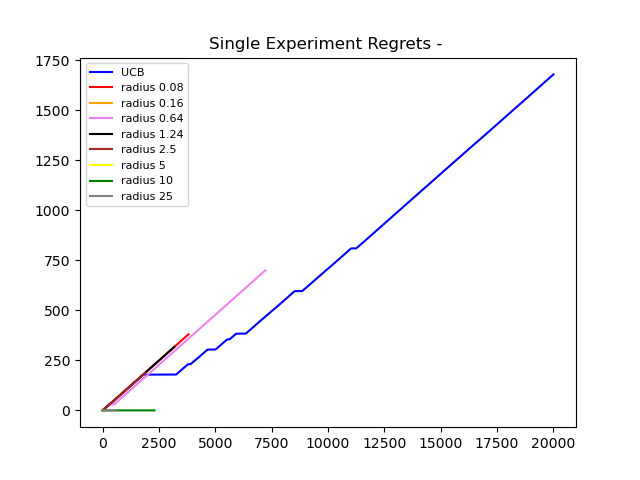 Single Experiment Regrets -
1750
1500
1250
1000
750
500
250
0
UCB
radius 0.08
radius 0.16
radius 0.64
radius 1.24
radius 2.5
radius 5
radius 10
radius 25
0 2500 5000 7500 10000 12500 15000 17500 20000